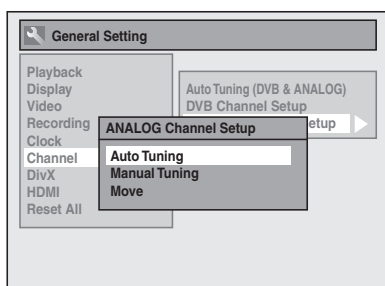 General Setting
Playback
Display
Video
Recording
Clock
Channel
DivX
HDMI
Reset All
Auto Tuning (DVB & ANALOG)
DVB Channel Setup
etup
ANALOG Channel Setup
Auto Tuning
Manual Tuning
Move